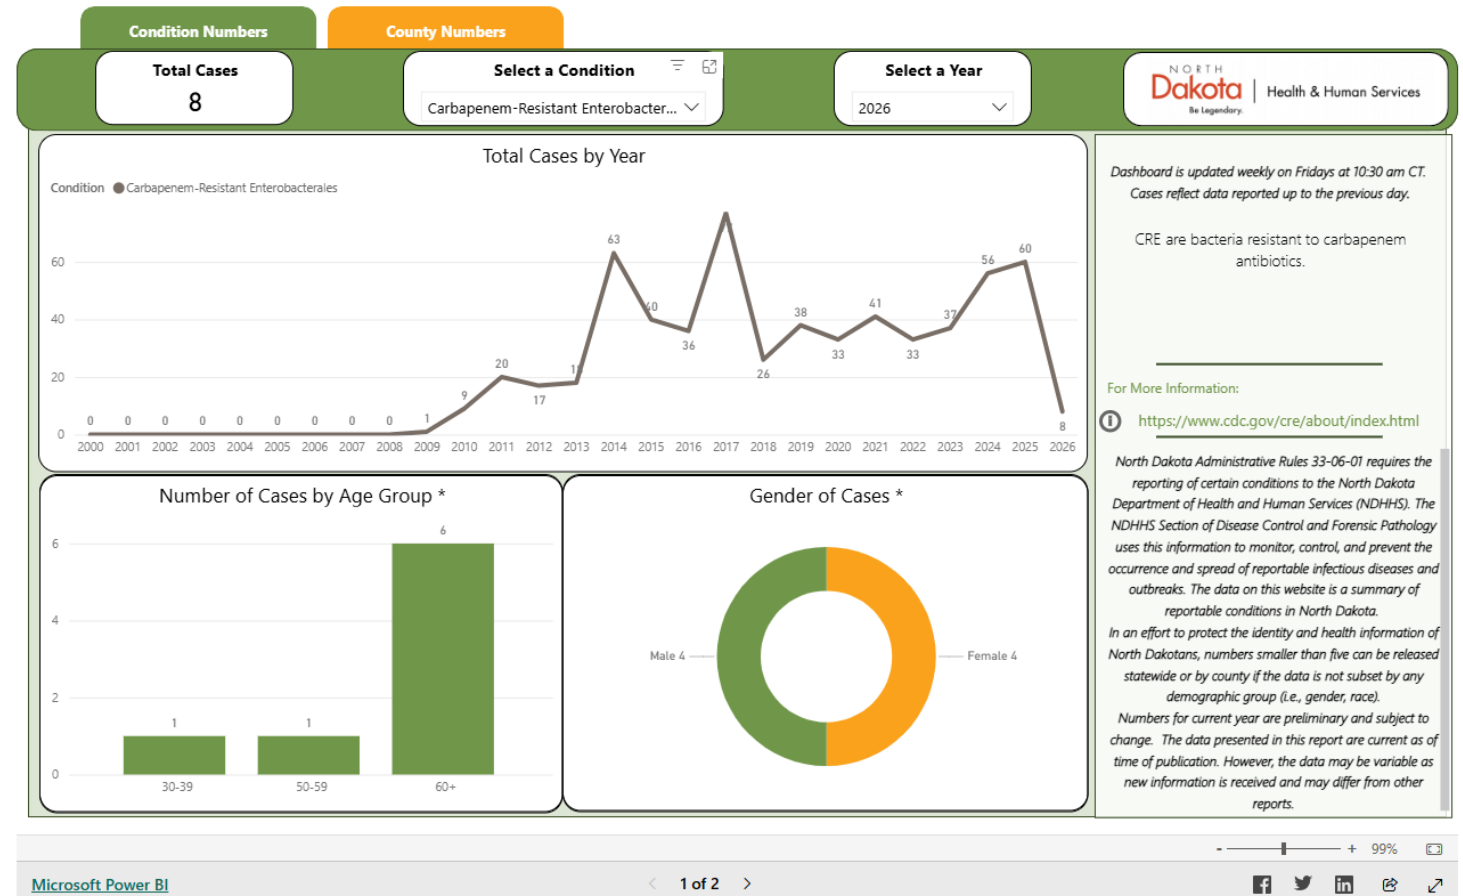 Condition Numbers
County Numbers
Total Cases
8
Select a Condition
Carbapenem-Resistant Enterobacter...
Select a Year
2026
NORTH
Dakota
Be Legendary.
Health & Human Services
Total Cases by Year
Condition
Carbapenem-Resistant Enterobacterales
60
40
20
0
0 0 0 0 0 0 0 0 0 1 9 20 17 63 40 36 26 38 33 41 33 37 56 60 8
2000 2001 2002 2003 2004 2005 2006 2007 2008 2009 2010 2011 2012 2013 2014 2015 2016 2017 2018 2019 2020 2021 2022 2023 2024 2025 2026
Number of Cases by Age Group *
6
4
2
0
1
1
6
30-39
50-59
60+
Gender of Cases *
Male 4
Female 4
Dashboard is updated weekly on Fridays at 10:30 am CT.
Cases reflect data reported up to the previous day.
CRE are bacteria resistant to carbapenem
antibiotics.
For More Information:
https://www.cdc.gov/cre/about/index.html
North Dakota Administrative Rules 33-06-01 requires the
reporting of certain conditions to the North Dakota
Department of Health and Human Services (NDHHS). The
NDHHS Section of Disease Control and Forensic Pathology
uses this information to monitor, control, and prevent the
occurrence and spread of reportable infectious diseases and
outbreaks. The data on this website is a summary of
reportable conditions in North Dakota.
In an effort to protect the identity and health information of
North Dakotans, numbers smaller than five can be released
statewide or by county if the data is not subset by any
demographic group (i.e., gender, race).
Numbers for current year are preliminary and subject to
change. The data presented in this report are current as of
time of publication. However, the data may be variable as
new information is received and may differ from other
reports.
- + 99%
Microsoft Power BI
1 of 2